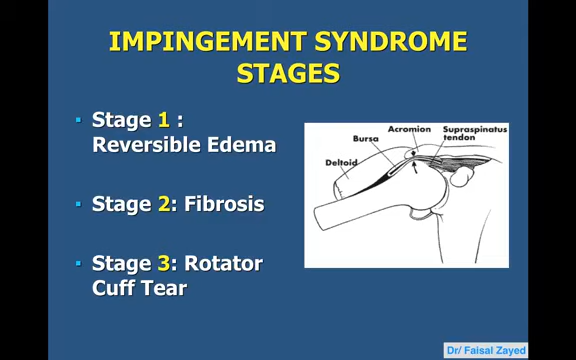 IMPINGEMENT SYNDROME
STAGES
▪ Stage 1 :
Reversible Edema
▪ Stage 2: Fibrosis
▪ Stage 3: Rotator
Cuff Tear
Acromion
Supraspinatus
tendon
Bursa
Deltoid
Dr/ Faisal Zayed